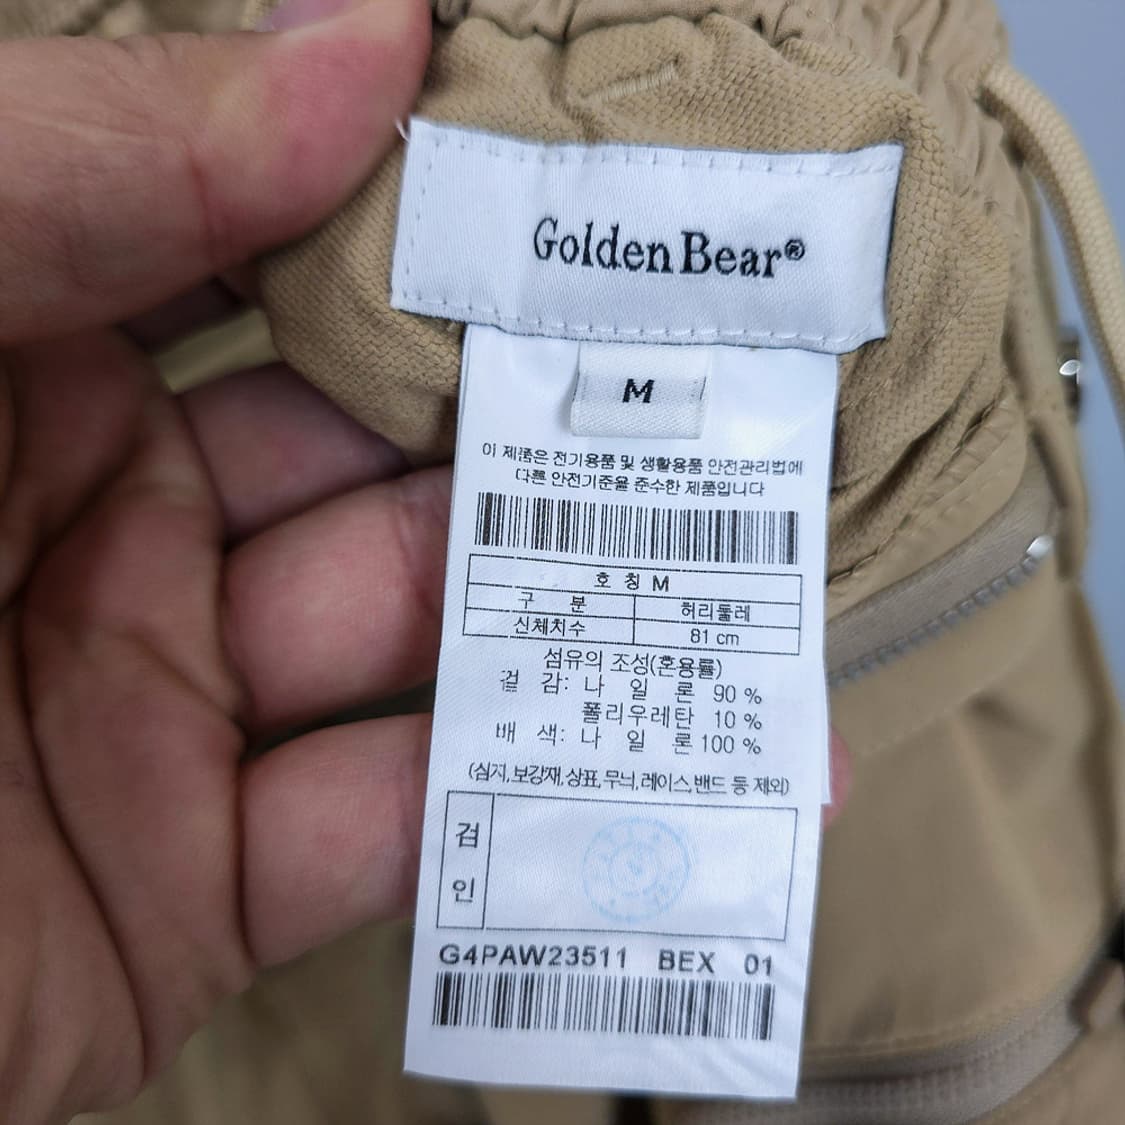 GoldenBear®
M
이 제품은 전기용품 및 생활용품 안전관리법에
다른 안전기준을 준수한 제품입니다
호 칭 M
구 분 허리둘레
신체치수 81 cm
섬유의 조성(혼용률)
겉 감: 나 일 론 90 %
폴리우레탄 10 %
배 색: 나 일 론 100 %
(심지,보강재,상표,무늬,레이스,밴드 등 제외)
검
인
G4PAW23511 BEX 01